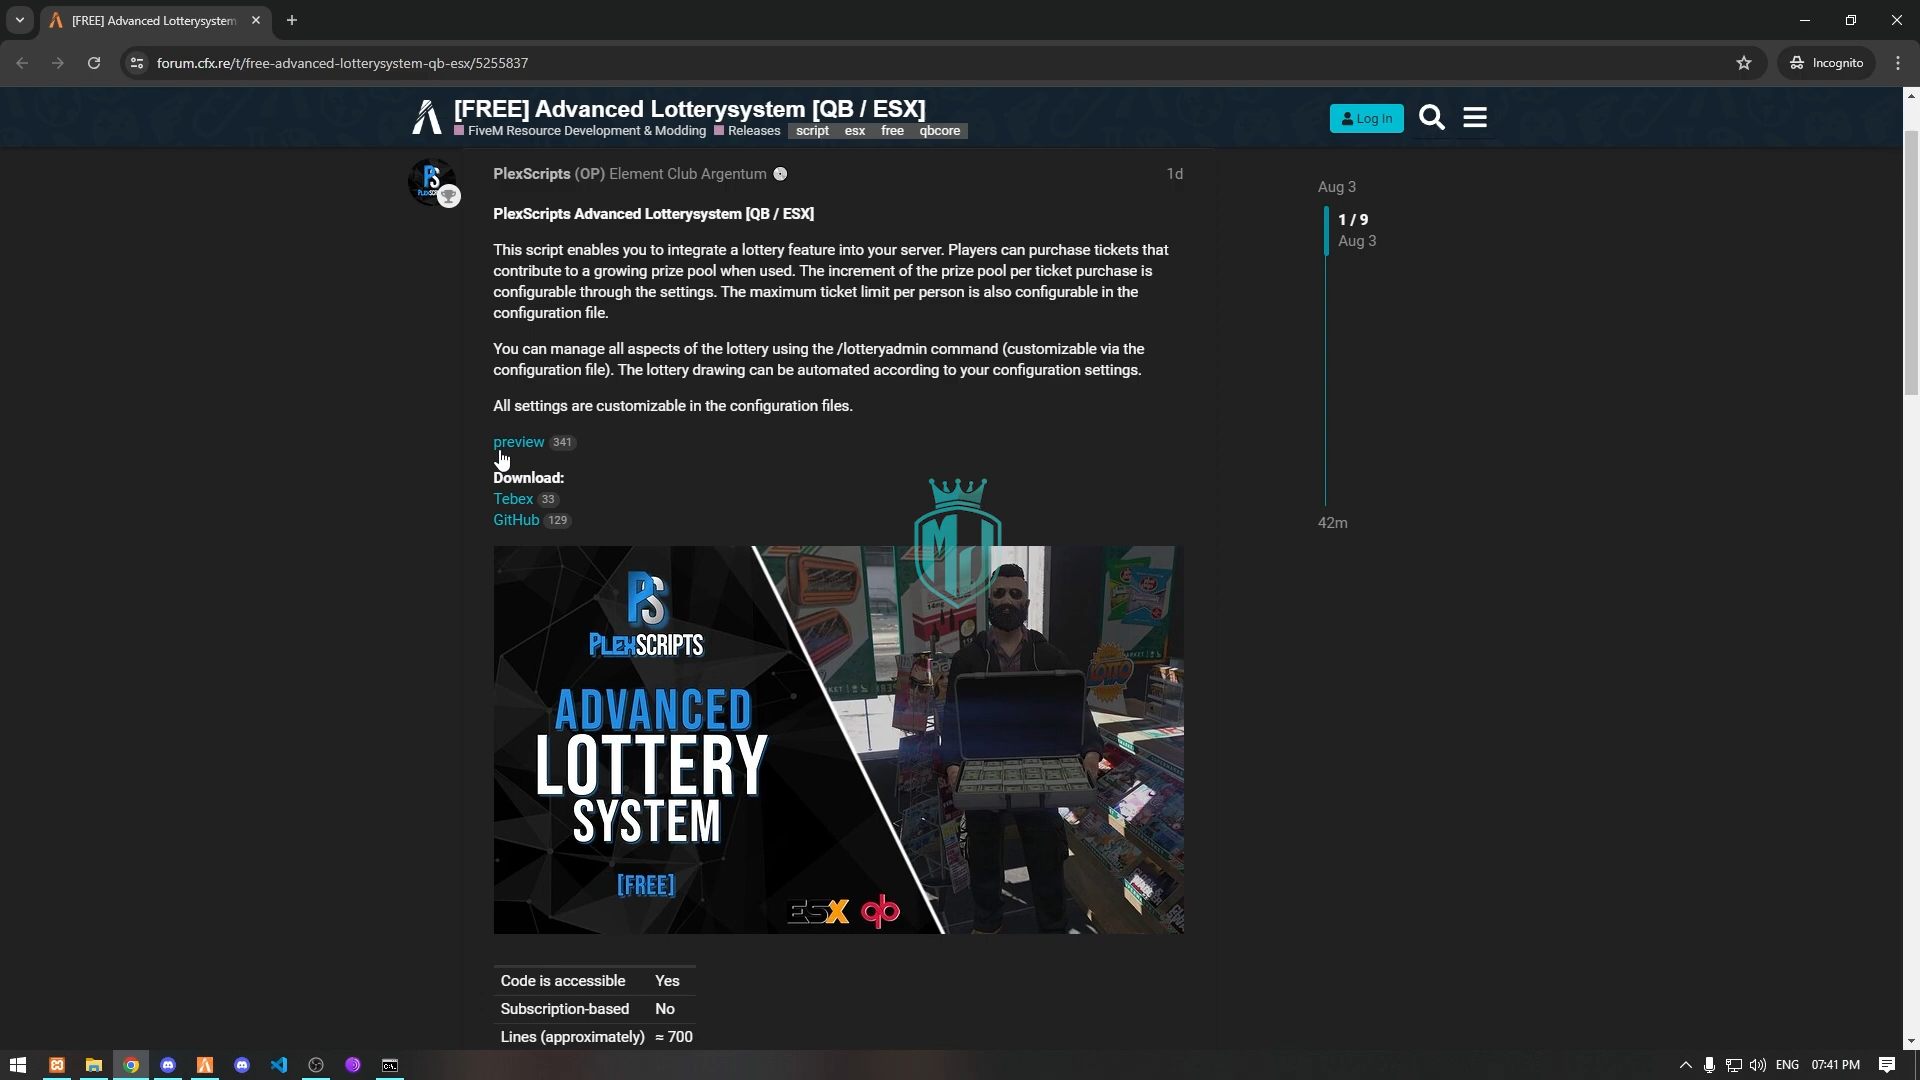 [FREE] Advanced Lotterysystem
forum.cfx.re/t/free-advanced-lotterysystem-qb-esx/5255837
Incognito
[FREE] Advanced Lotterysystem [QB / ESX]
FiveM Resource Development & Modding Releases script esx free qbcore
Log In
PlexScripts (OP) Element Club Argentum
1d
PlexScripts Advanced Lotterysystem [QB / ESX]
This script enables you to integrate a lottery feature into your server. Players can purchase tickets that
contribute to a growing prize pool when used. The increment of the prize pool per ticket purchase is
configurable through the settings. The maximum ticket limit per person is also configurable in the
configuration file.
You can manage all aspects of the lottery using the /lotteryadmin command (customizable via the
configuration file). The lottery drawing can be automated according to your configuration settings.
All settings are customizable in the configuration files.
preview 341
Download:
Tebex 33
GitHub 129
Aug 3
1 / 9
Aug 3
42m
MJ
PS
PLEXSCRIPTS
ADVANCED
LOTTERY
SYSTEM
[FREE]
ESX qb
LOTTO
Code is accessible Yes
Subscription-based No
Lines (approximately) ≈ 700
ENG 07:41 PM